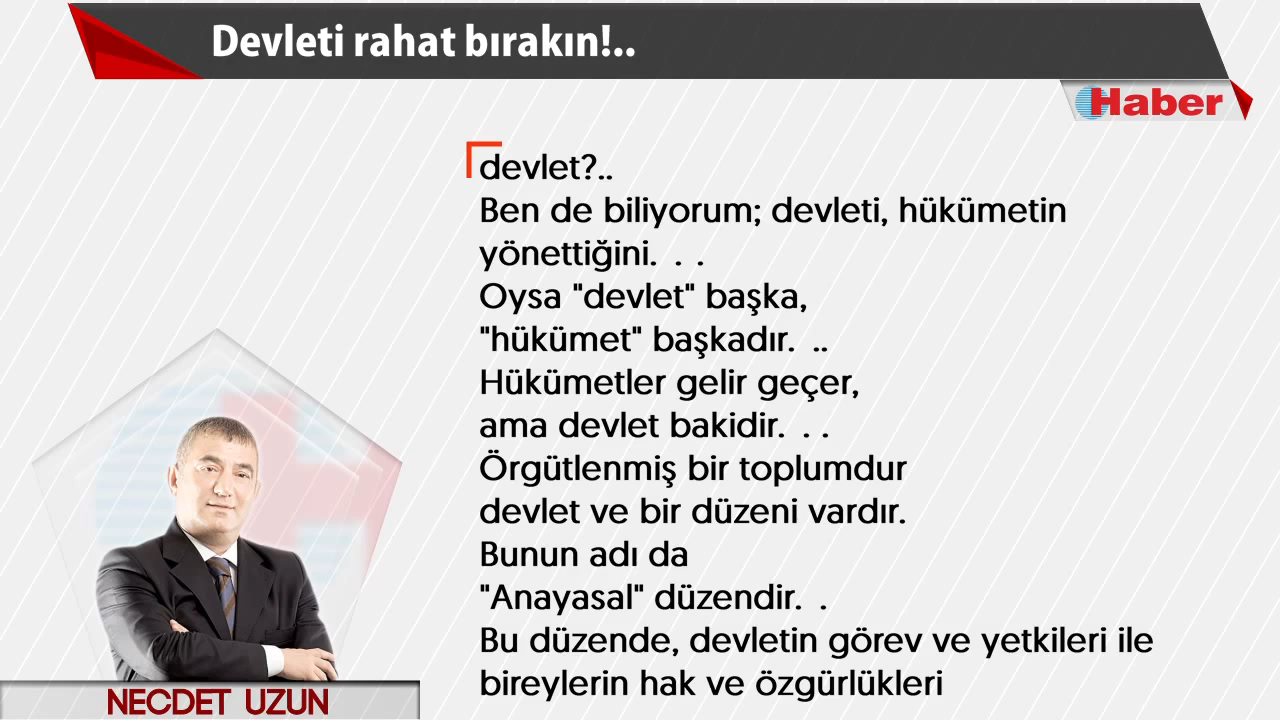 Devleti rahat bırakın!..
Haber
devlet?..
Ben de biliyorum; devleti, hükümetin
yönettiğini. . .
Oysa "devlet" başka,
"hükümet" başkadır. ..
Hükümetler gelir geçer,
ama devlet bakidir. . .
Örgütlenmiş bir toplumdur
devlet ve bir düzeni vardır.
Bunun adı da
"Anayasal" düzendir. .
Bu düzende, devletin görev ve yetkileri ile
bireylerin hak ve özgürlükleri
NECDET UZUN